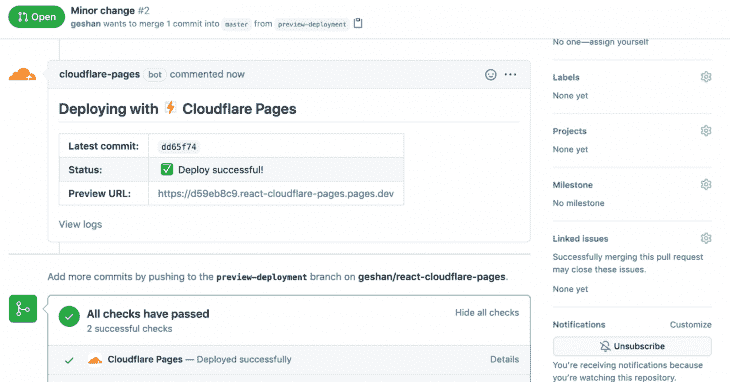 Open
Minor change #2
geshan wants to merge 1 commit into master from preview-deployment
No one—assign yourself
cloudflare-pages bot commented now
Deploying with ⚡ Cloudflare Pages
Latest commit: dd65f74
Status: ✅ Deploy successful!
Preview URL: https://d59eb8c9.react-cloudflare-pages.pages.dev
View logs
Add more commits by pushing to the preview-deployment branch on geshan/react-cloudflare-pages.
All checks have passed
2 successful checks
Hide all checks
Cloudflare Pages — Deployed successfully
Details
Labels
None yet
Projects
None yet
Milestone
No milestone
Linked issues
Successfully merging this pull request
may close these issues.
None yet
Notifications
Customize
Unsubscribe
You're receiving notifications because
you're watching this repository.